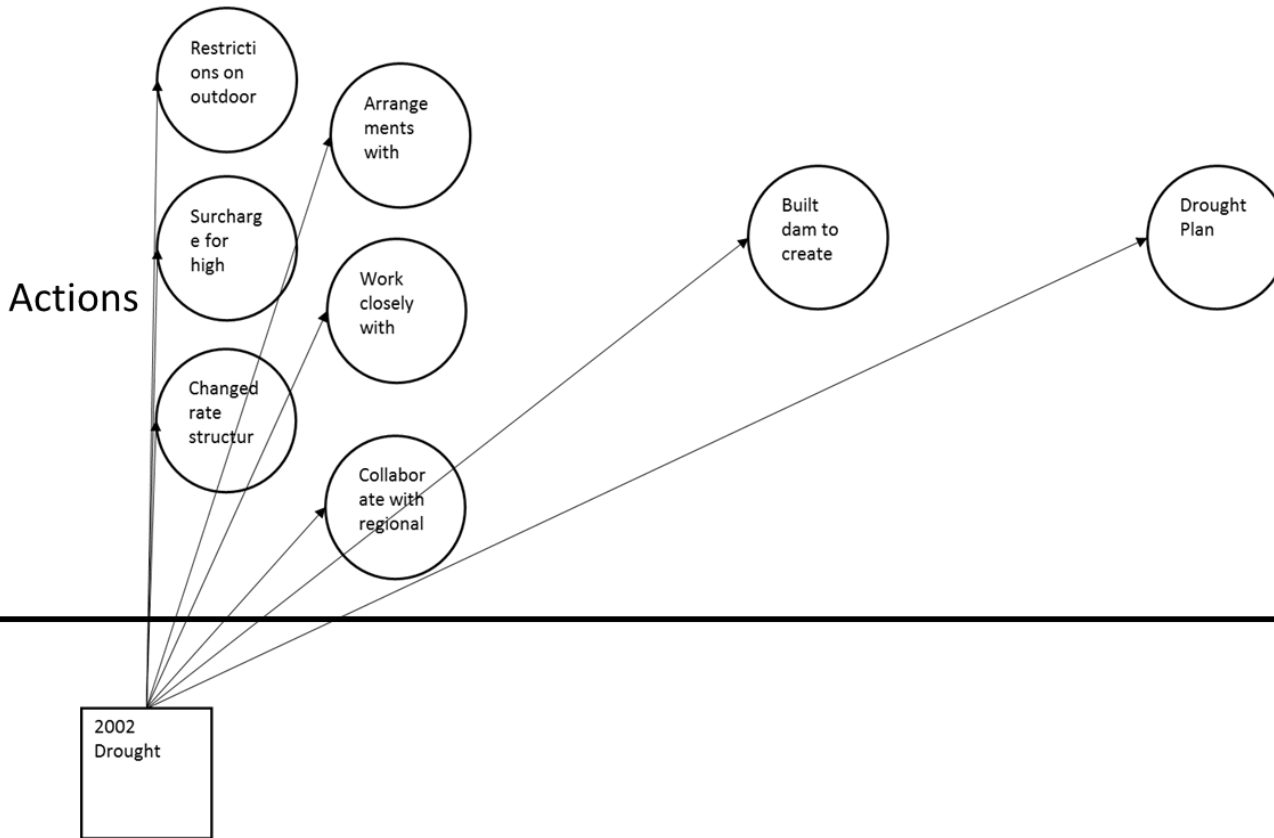 Restricti
ons on
outdoor
Arrange
ments
with
Surcharg
e for
high
Work
closely
with
Built
dam to
create
Drought
Plan
Actions
Changed
rate
structur
Collabor
ate with
regional
2002
Drought